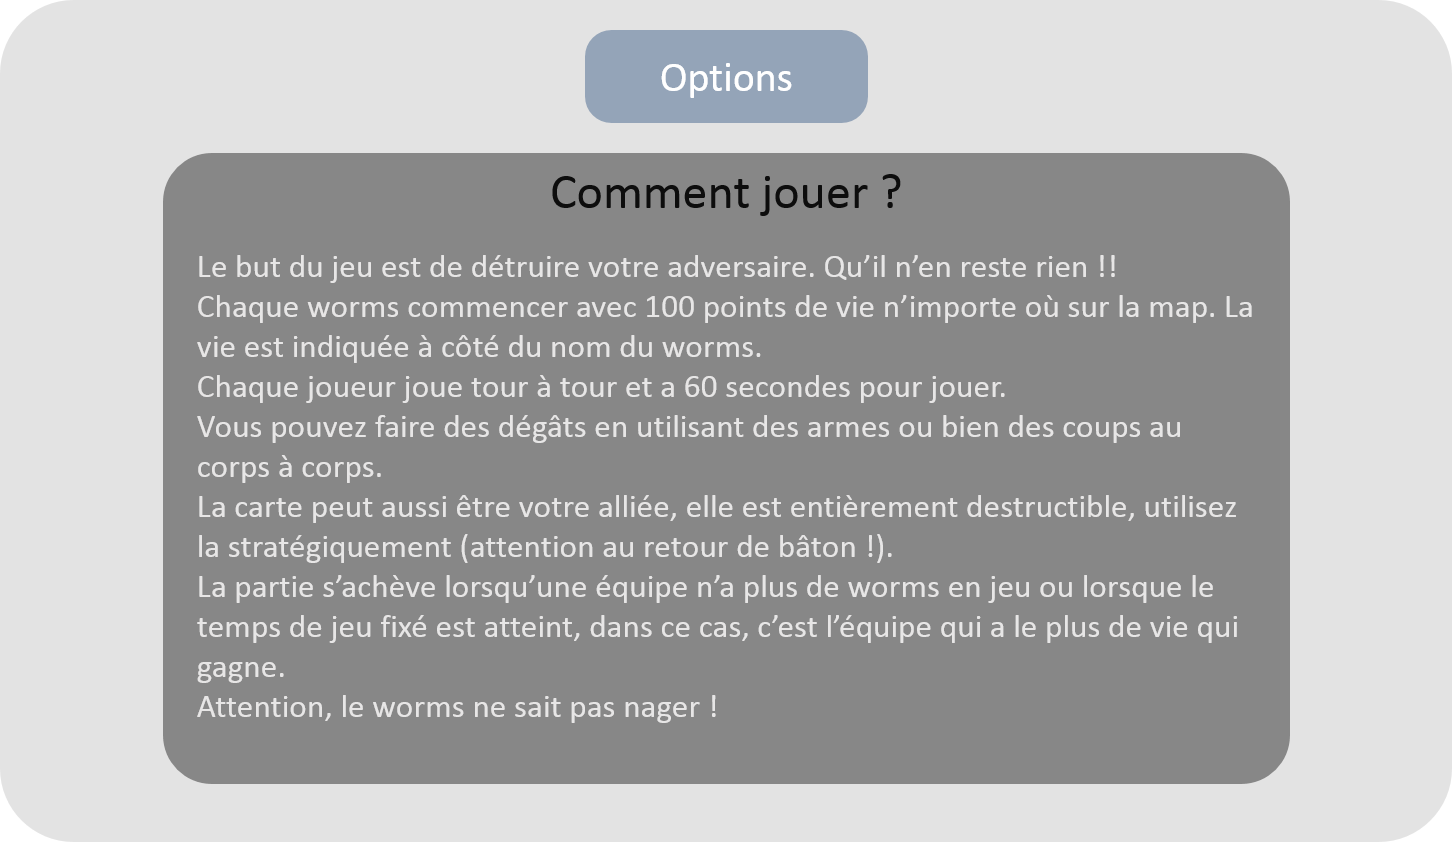 Options
Comment jouer ?
Le but du jeu est de détruire votre adversaire. Qu’il n’en reste rien !!
Chaque worms commencer avec 100 points de vie n’importe où sur la map. La
vie est indiquée à côté du nom du worms.
Chaque joueur joue tour à tour et a 60 secondes pour jouer.
Vous pouvez faire des dégâts en utilisant des armes ou bien des coups au
corps à corps.
La carte peut aussi être votre alliée, elle est entièrement destructible, utilisez
la stratégiquement (attention au retour de bâton !).
La partie s’achève lorsqu’une équipe n’a plus de worms en jeu ou lorsque le
temps de jeu fixé est atteint, dans ce cas, c’est l’équipe qui a le plus de vie qui
gagne.
Attention, le worms ne sait pas nager !